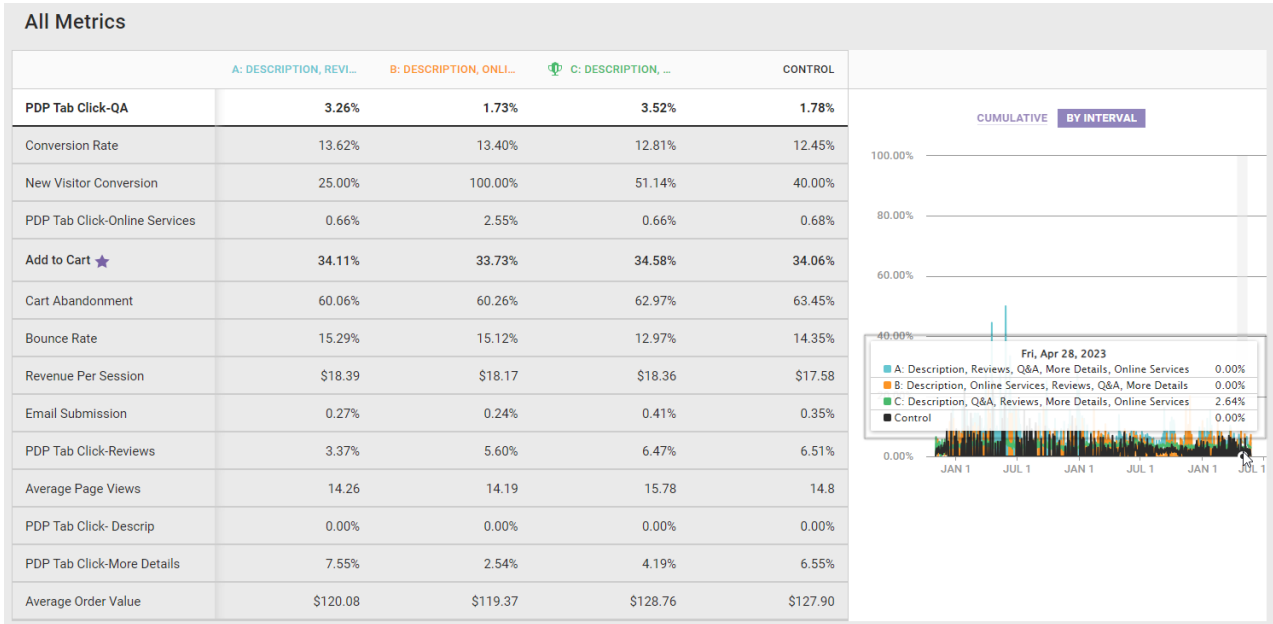 All Metrics
A: DESCRIPTION, REVI... B: DESCRIPTION, ONLI... C: DESCRIPTION, ... CONTROL
PDP Tab Click-QA 3.26% 1.73% 3.52% 1.78%
Conversion Rate 13.62% 13.40% 12.81% 12.45%
New Visitor Conversion 25.00% 100.00% 51.14% 40.00%
PDP Tab Click-Online Services 0.66% 2.55% 0.66% 0.68%
Add to Cart 34.11% 33.73% 34.58% 34.06%
Cart Abandonment 60.06% 60.26% 62.97% 63.45%
Bounce Rate 15.29% 15.12% 12.97% 14.35%
Revenue Per Session $18.39 $18.17 $18.36 $17.58
Email Submission 0.27% 0.24% 0.41% 0.35%
PDP Tab Click-Reviews 3.37% 5.60% 6.47% 6.51%
Average Page Views 14.26 14.19 15.78 14.8
PDP Tab Click- Descrip 0.00% 0.00% 0.00% 0.00%
PDP Tab Click-More Details 7.55% 2.54% 4.19% 6.55%
Average Order Value $120.08 $119.37 $128.76 $127.90
CUMULATIVE BY INTERVAL
100.00%
80.00%
60.00%
40.00%
Fri, Apr 28, 2023
A: Description, Reviews, Q&A, More Details, Online Services 0.00%
B: Description, Online Services, Reviews, Q&A, More Details 0.00%
C: Description, Q&A, Reviews, More Details, Online Services 2.64%
Control 0.00%
0.00%
JAN 1 JUL 1 JAN 1 JUL 1 JAN 1 JUL 1